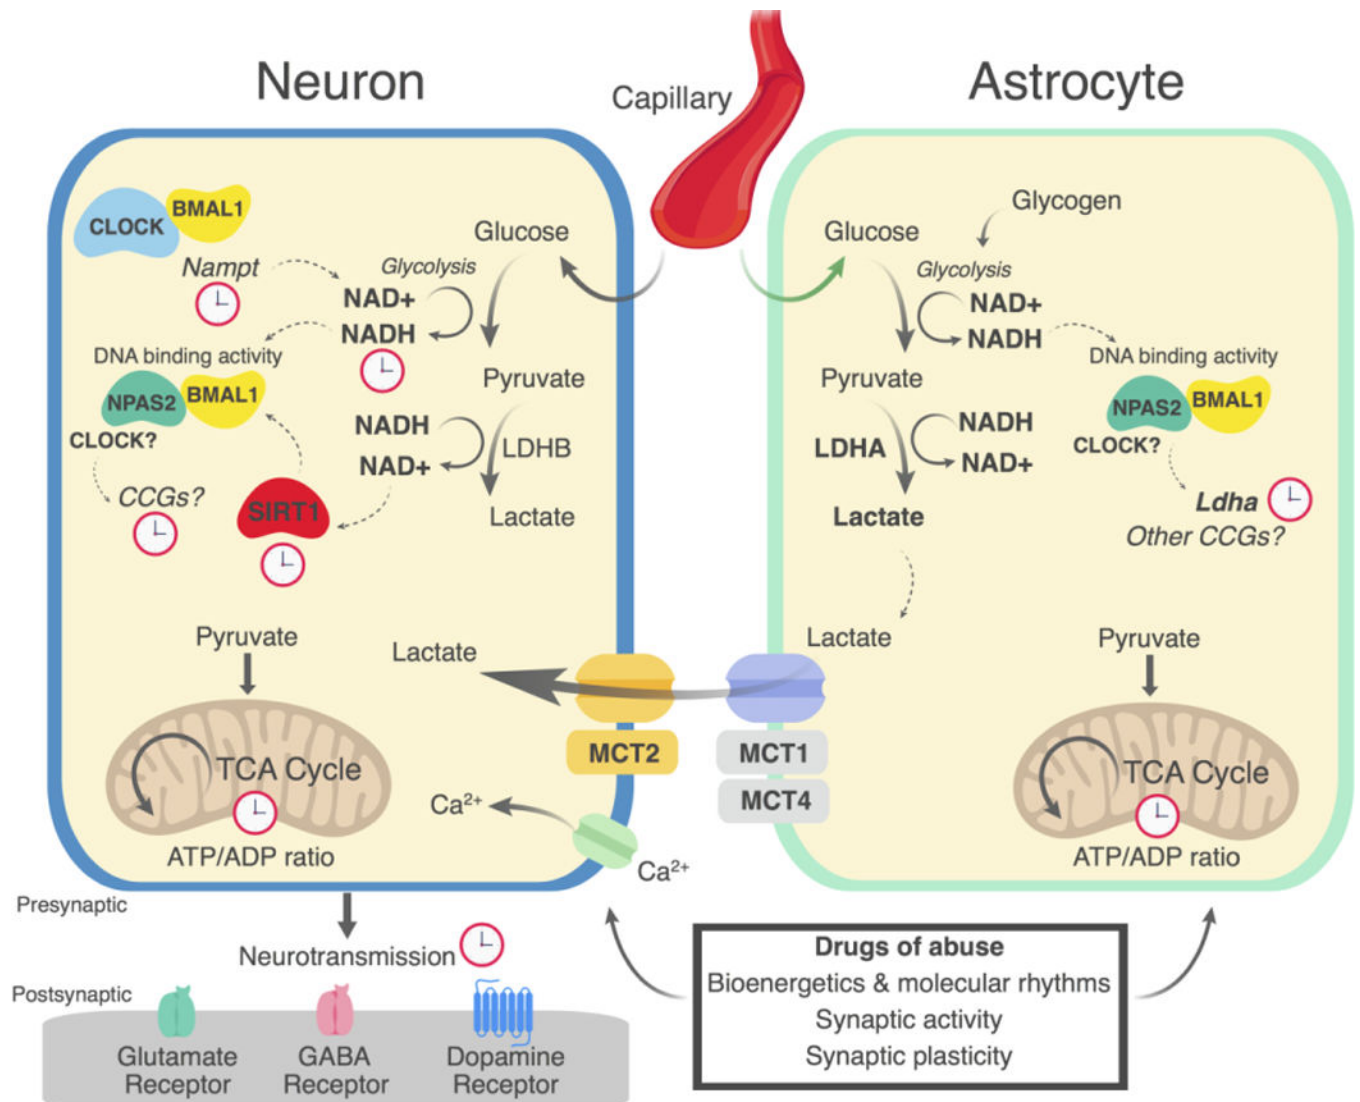 Neuron
Capillary
Astrocyte
CLOCK
BMAL1
Nampt
Glucose
Glycolysis
NAD+
NADH
DNA binding activity
NPAS2
BMAL1
CLOCK?
CCGs?
SIRT1
Pyruvate
NADH
NAD+
LDHB
Lactate
Pyruvate
TCA Cycle
ATP/ADP ratio
Lactate
MCT2
Ca²⁺
Ca²⁺
Glycogen
Glucose
Glycolysis
NAD+
NADH
DNA binding activity
NPAS2
BMAL1
CLOCK?
Ldha
Other CCGs?
Pyruvate
LDHA
NADH
NAD+
Lactate
Lactate
MCT1
MCT4
Pyruvate
TCA Cycle
ATP/ADP ratio
Presynaptic
Neurotransmission
Postsynaptic
Glutamate
Receptor
GABA
Receptor
Dopamine
Receptor
Drugs of abuse
Bioenergetics & molecular rhythms
Synaptic activity
Synaptic plasticity